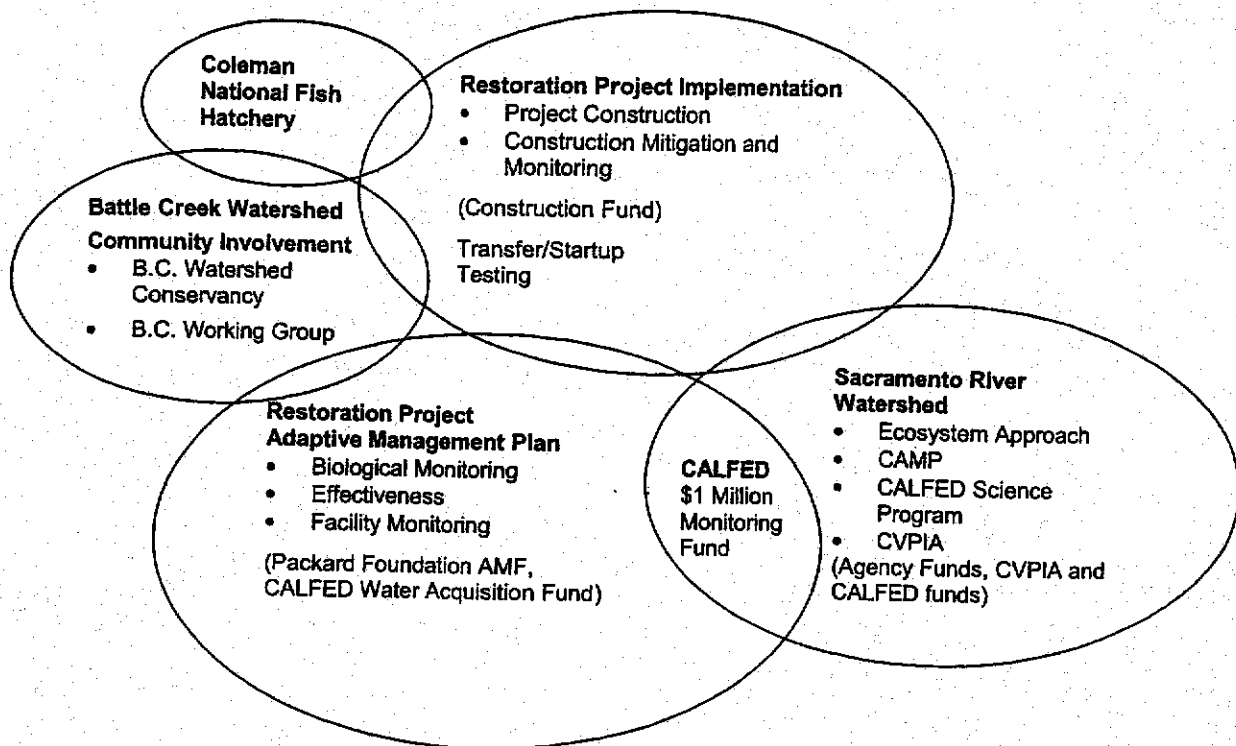 Coleman
National Fish
Hatchery
Restoration Project Implementation
• Project Construction
• Construction Mitigation and
Monitoring
(Construction Fund)
Transfer/Startup
Testing
Battle Creek Watershed
Community Involvement
• B.C. Watershed
Conservancy
• B.C. Working Group
Restoration Project
Adaptive Management Plan
• Biological Monitoring
• Effectiveness
• Facility Monitoring
(Packard Foundation AMF,
CALFED Water Acquisition Fund)
CALFED
$1 Million
Monitoring
Fund
Sacramento River
Watershed
• Ecosystem Approach
• CAMP
• CALFED Science
Program
• CVPIA
(Agency Funds, CVPIA and
CALFED funds)